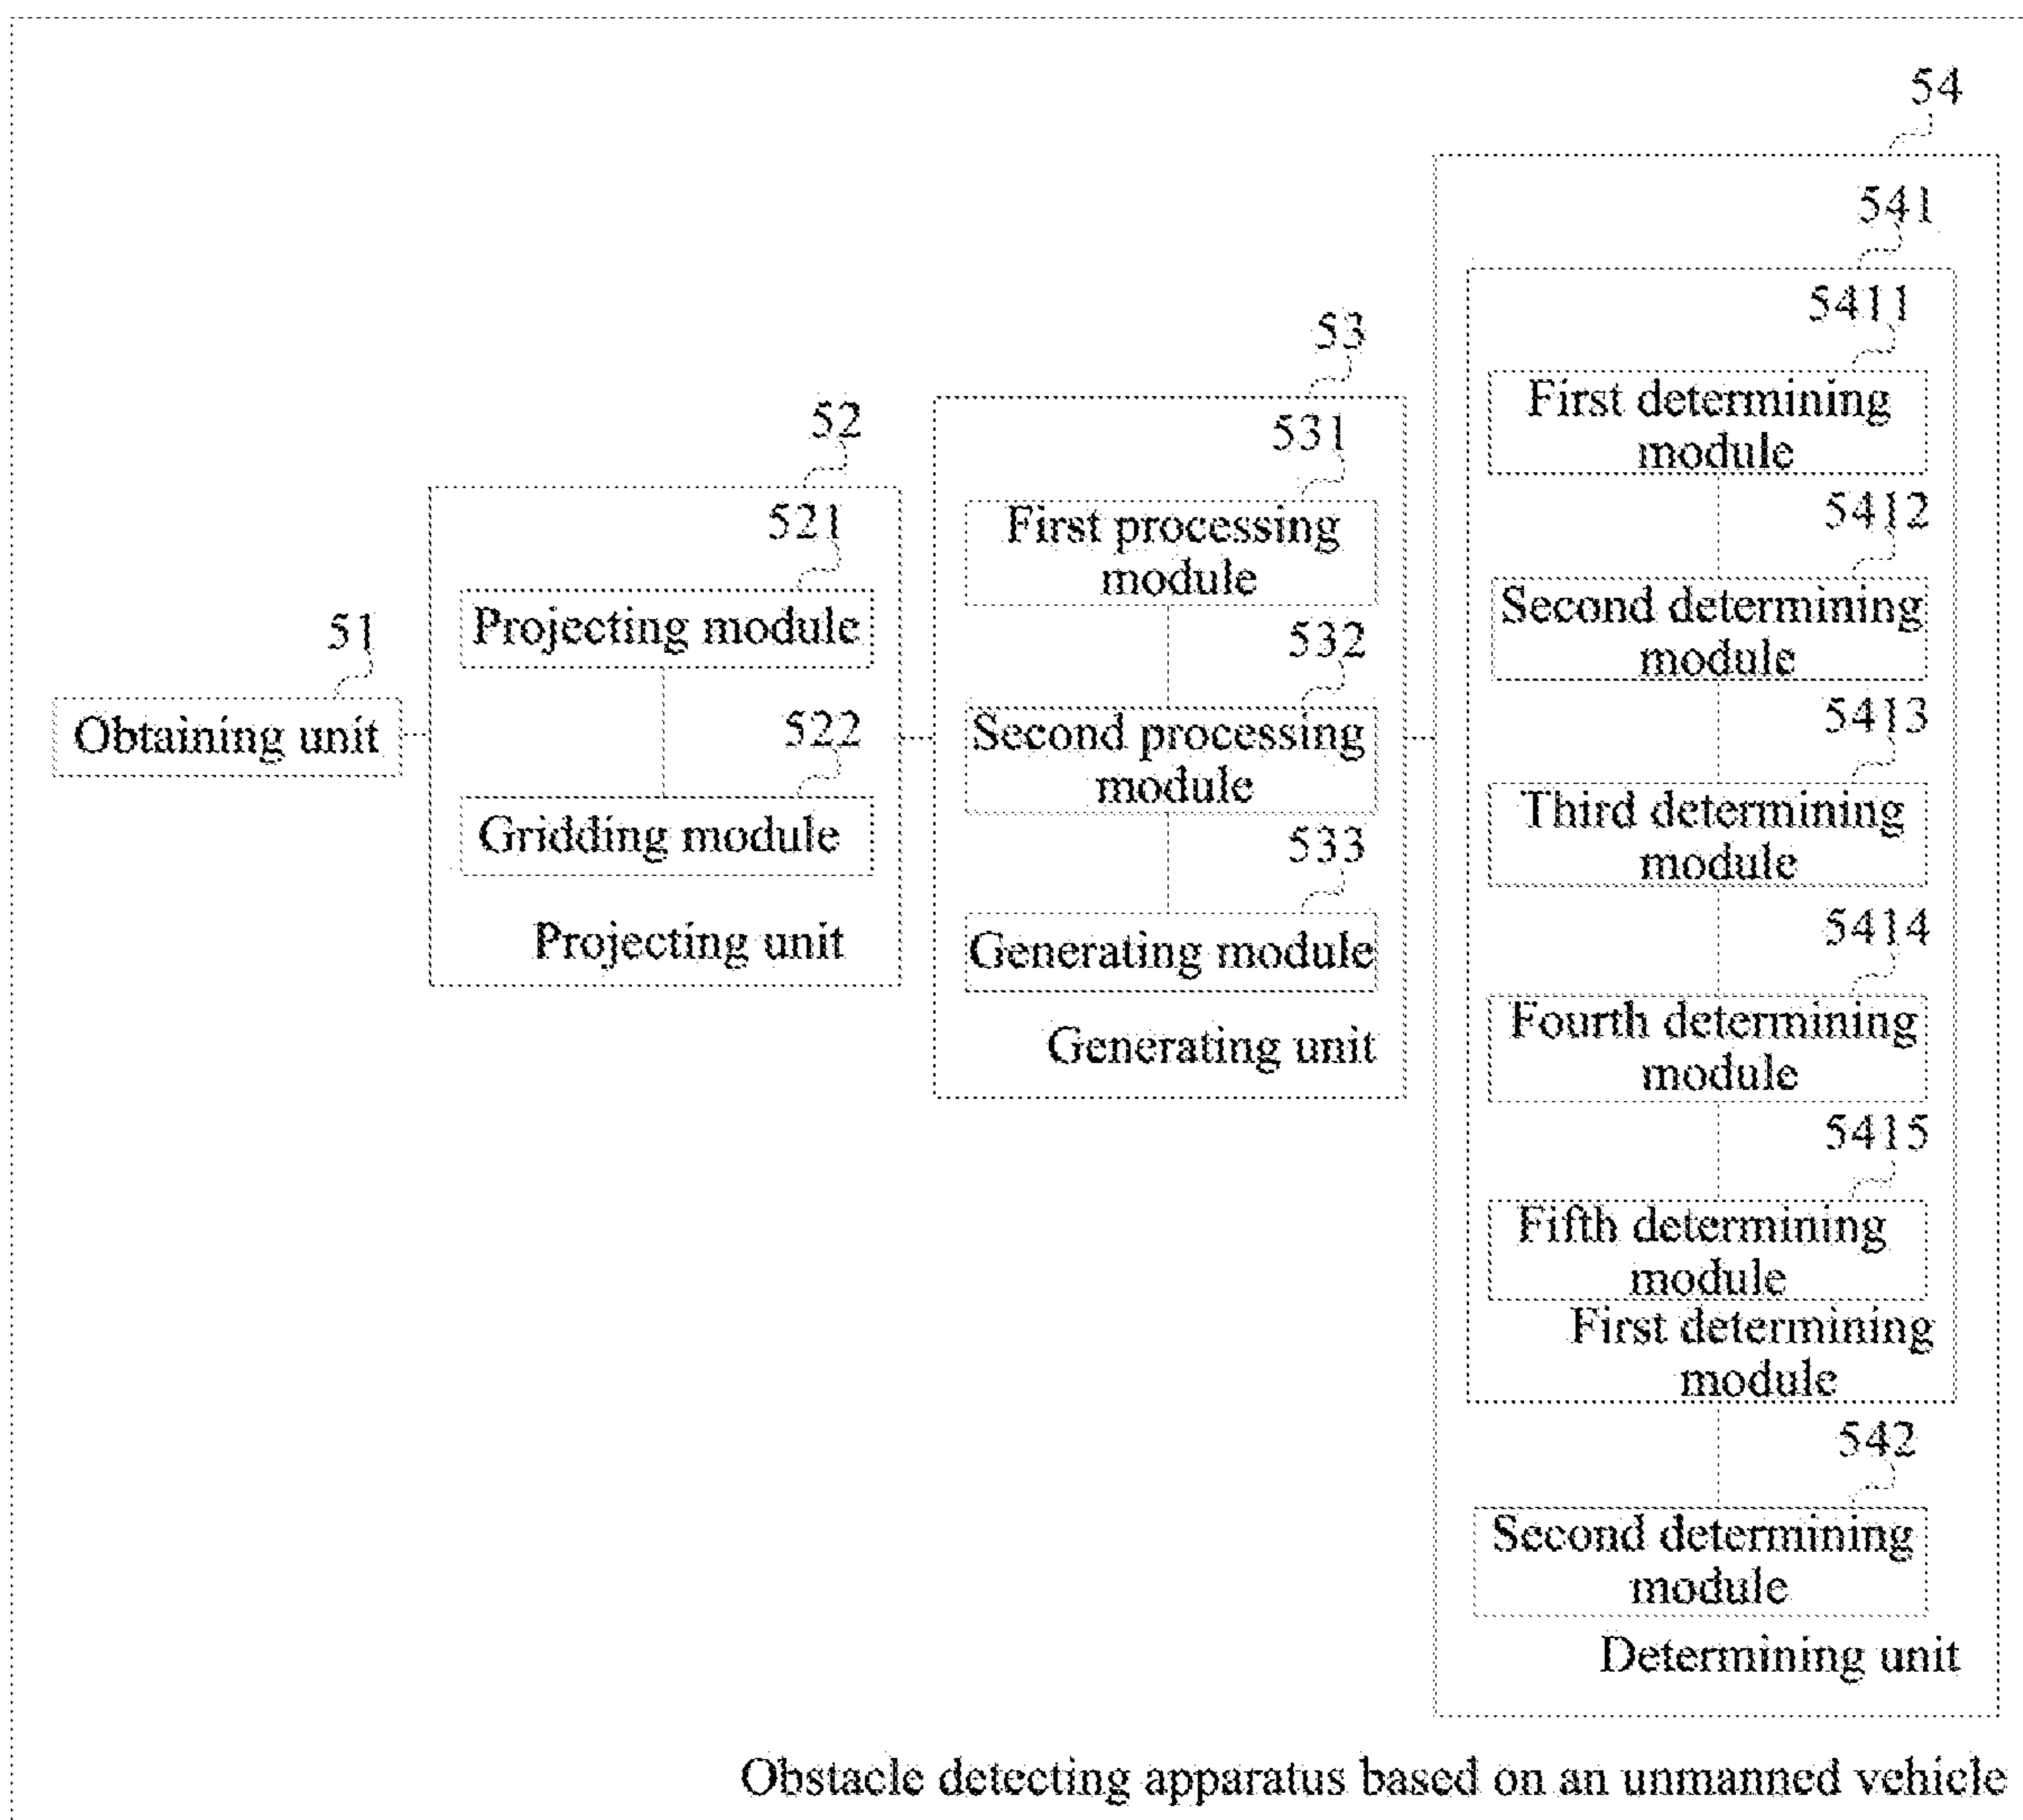 54
541
5411
First determining
module
5412
Second determining
module
5413
Third determining
module
5414
Fourth determining
module
5415
Fifth determining
module
First determining
module
542
Second determining
module
Determining unit
53
531
First processing
module
532
Second processing
module
533
Generating module
Generating unit
52
521
Projecting module
522
Gridding module
Projecting unit
51
Obtaining unit
Obstacle detecting apparatus based on an unmanned vehicle